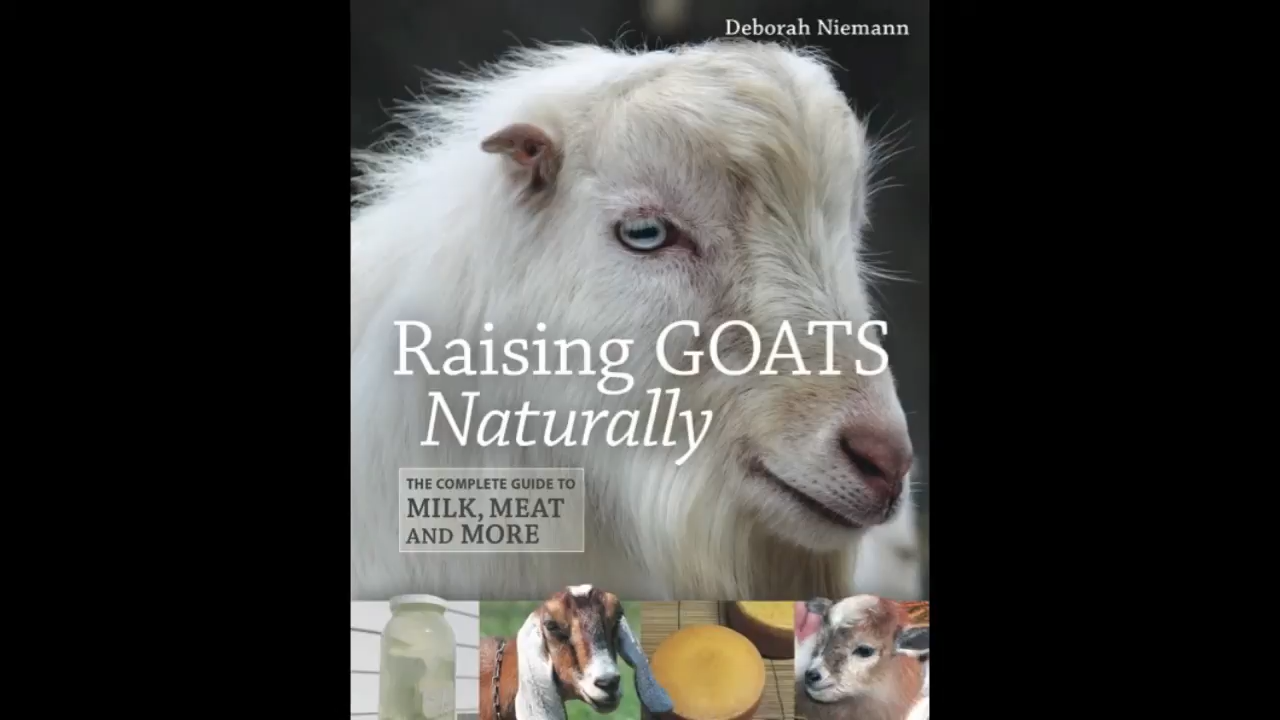 Deborah Niemann
Raising GOATS
Naturally
THE COMPLETE GUIDE TO
MILK, MEAT
AND MORE